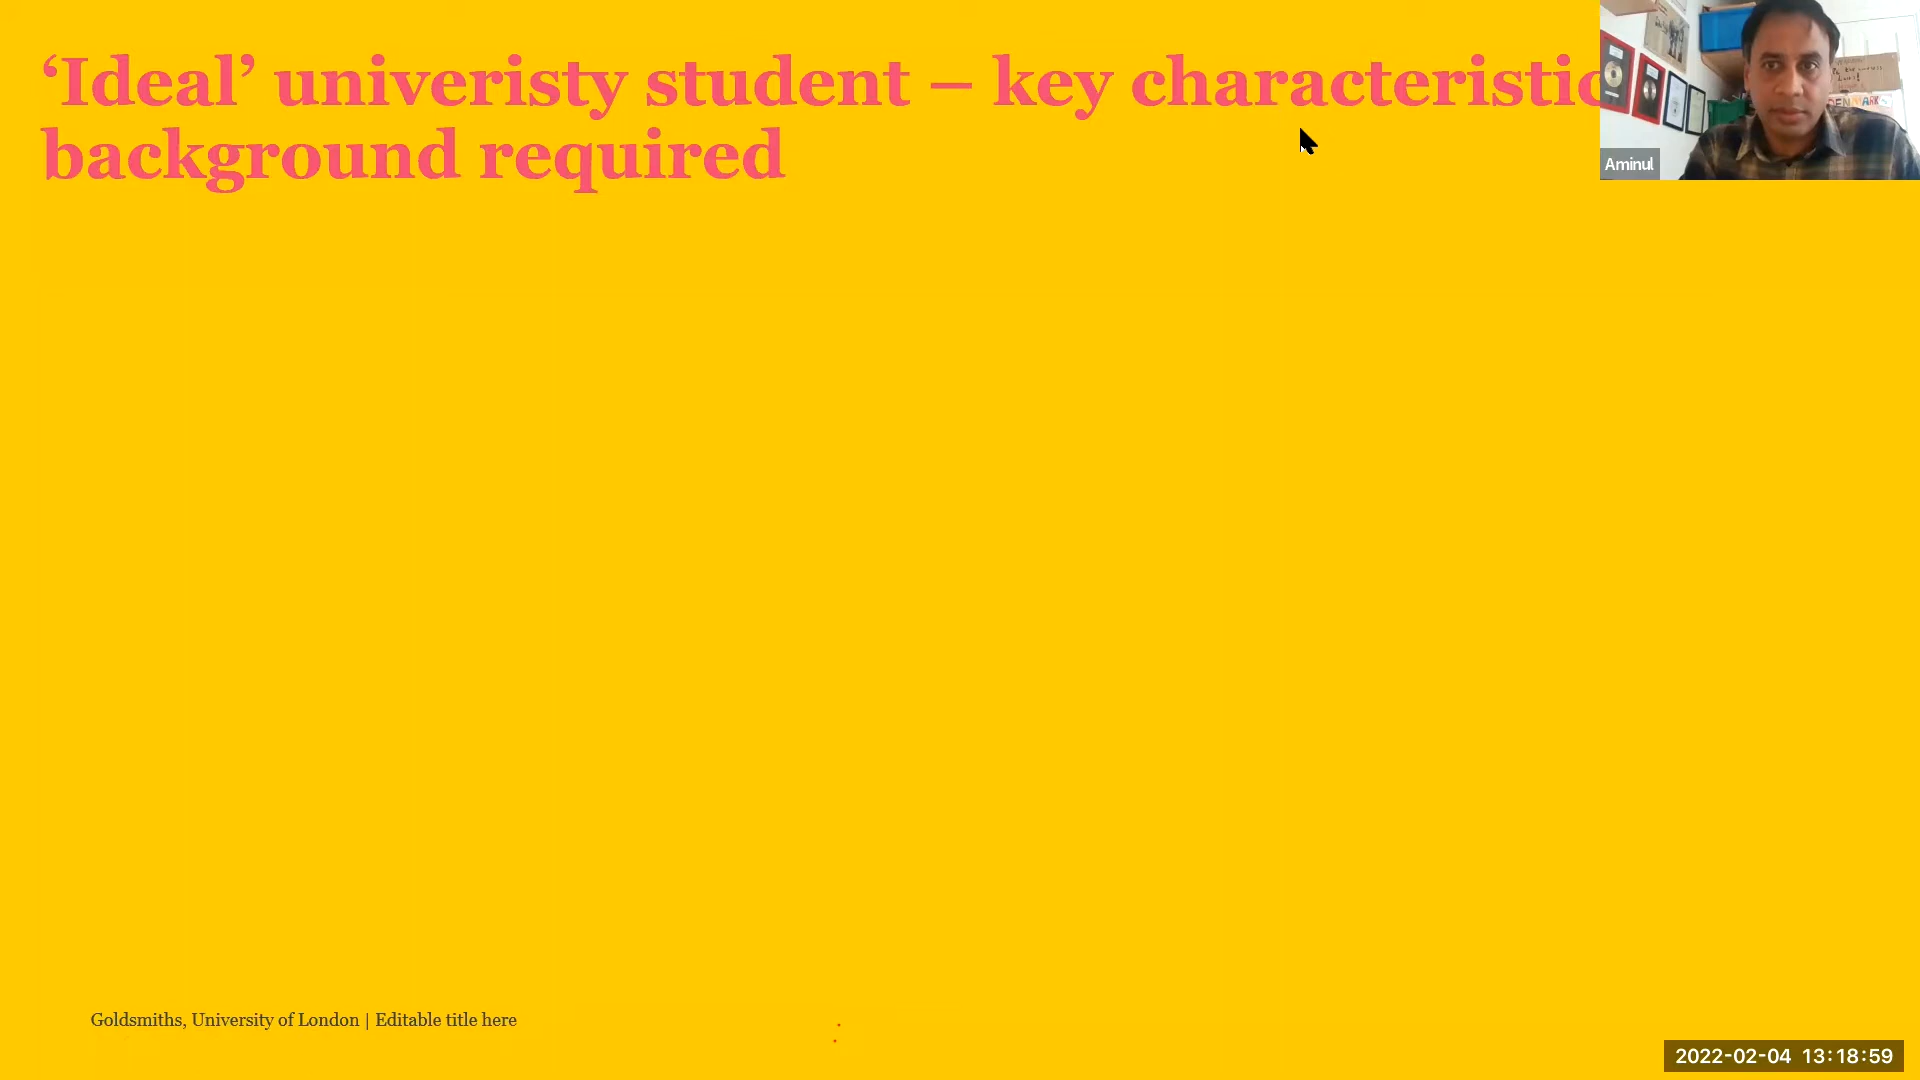 ‘Ideal’ univeristy student – key characteristic
background required
Aminul
DENMARK
Goldsmiths, University of London | Editable title here
2022-02-04 13:18:59